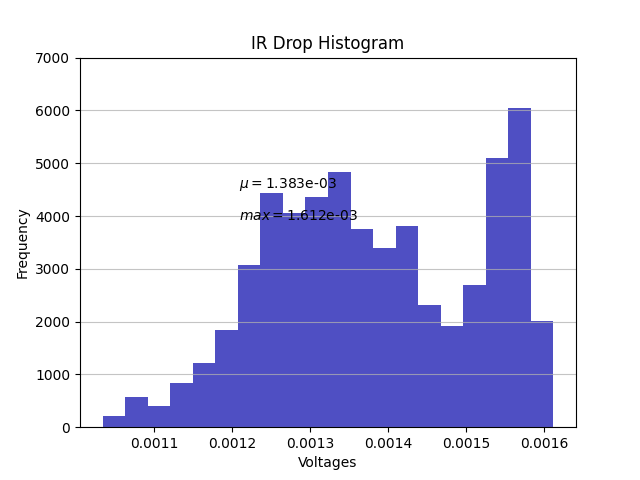 IR Drop Histogram
7000
6000
5000
4000
3000
2000
1000
0
Frequency
μ = 1.383e-03
max = 1.612e-03
0.0011 0.0012 0.0013 0.0014 0.0015 0.0016
Voltages